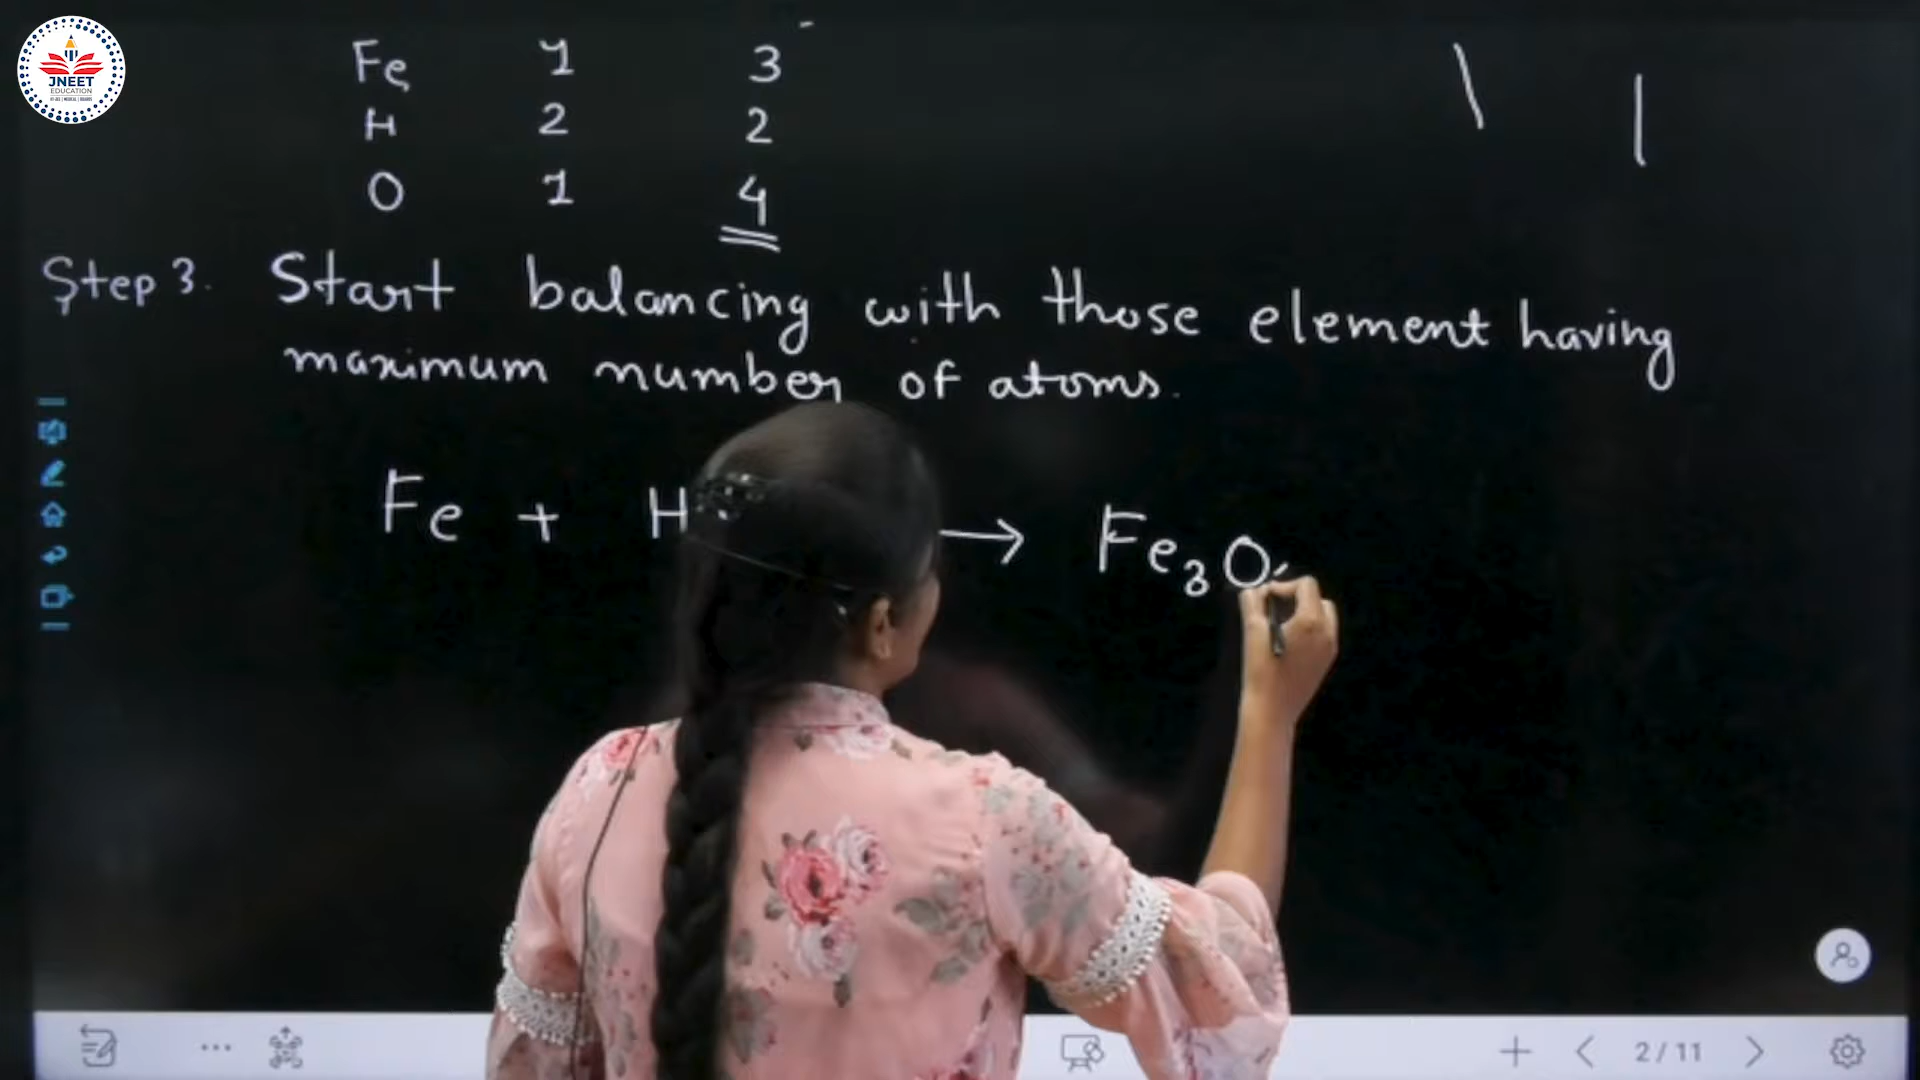 JNEET
EDUCATION
Fe 1 3
H 2 2
O 1 4
Step 3. Start balancing with those element having
maximum number of atoms.
Fe + H → Fe3O
2/11